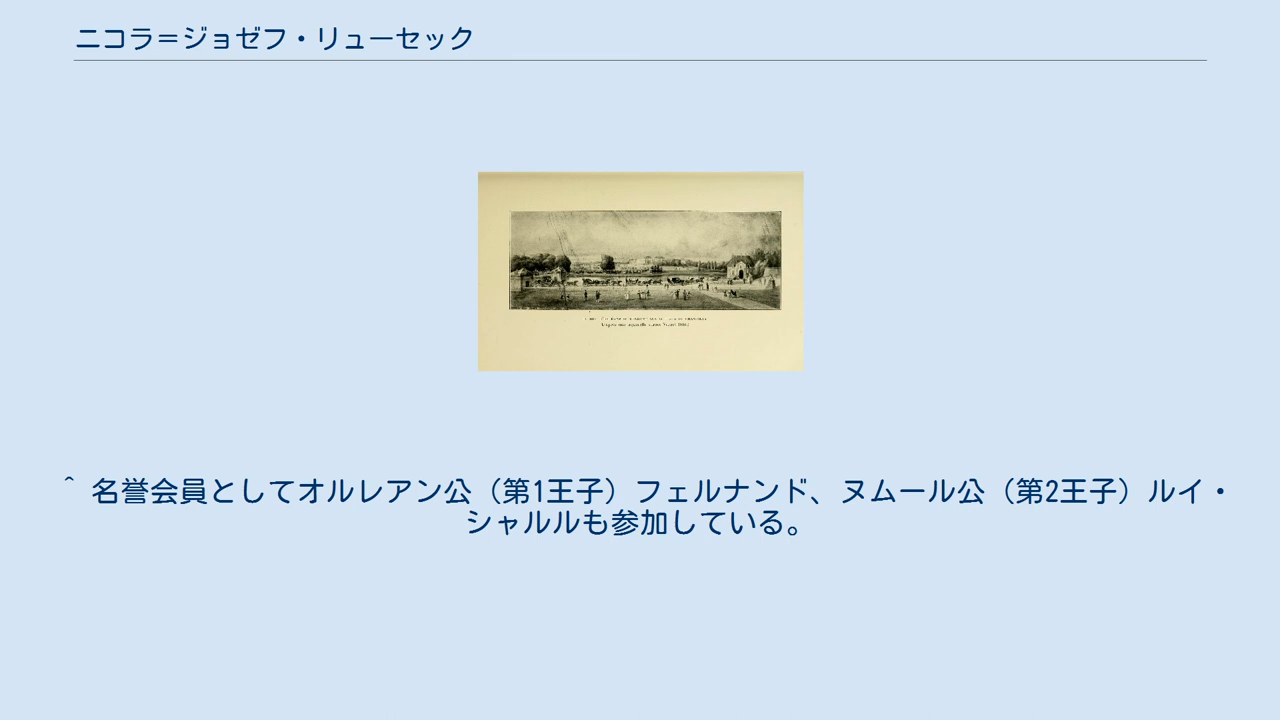 ニコラ＝ジョゼフ・リューセック
^ 名誉会員としてオルレアン公（第1王子）フェルナンド、ヌムール公（第2王子）ルイ・
シャルルも参加している。